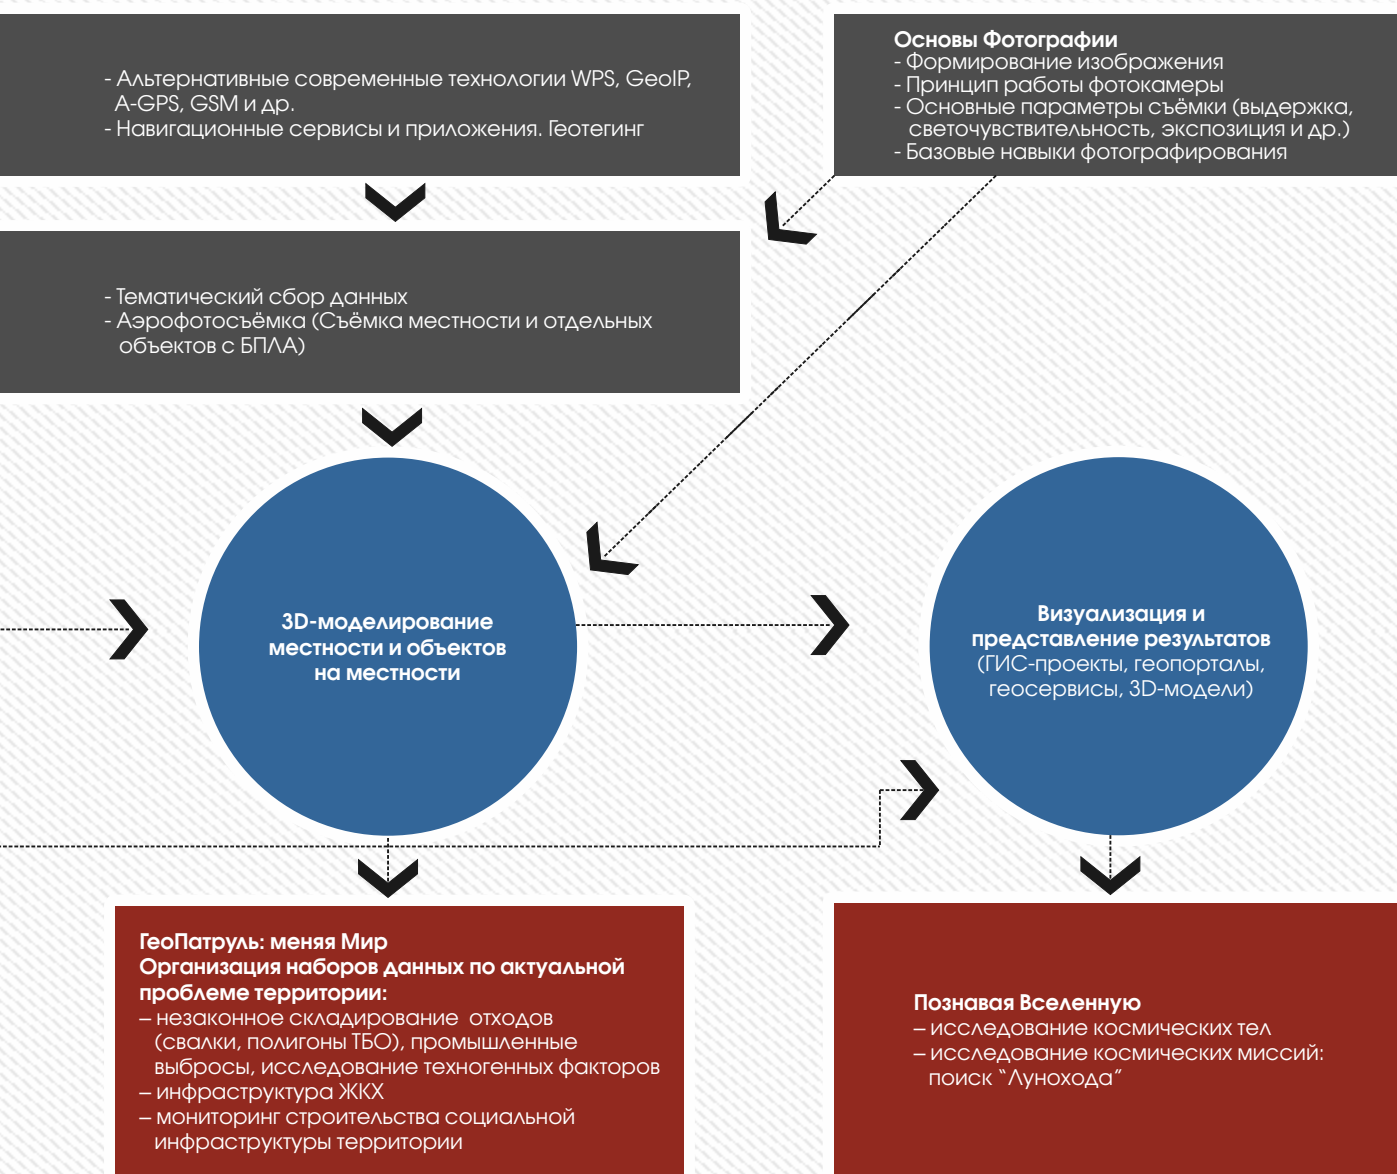 - Альтернативные современные технологии WPS, GeoIP,
A-GPS, GSM и др.
- Навигационные сервисы и приложения. Геотегинг
Основы Фотографии
- Формирование изображения
- Принцип работы фотокамеры
- Основные параметры съёмки (выдержка,
светочувствительность, экспозиция и др.)
- Базовые навыки фотографирования
- Тематический сбор данных
- Аэрофотосъёмка (Съёмка местности и отдельных
объектов с БПЛА)
3D-моделирование
местности и объектов
на местности
Визуализация и
представление результатов
(ГИС-проекты, геопорталы,
геосервисы, 3D-модели)
ГеоПатруль: меняя Мир
Организация наборов данных по актуальной
проблеме территории:
– незаконное складирование отходов
(свалки, полигоны ТБО), промышленные
выбросы, исследование техногенных факторов
– инфраструктура ЖКХ
– мониторинг строительства социальной
инфраструктуры территории
Познавая Вселенную
– исследование космических тел
– исследование космических миссий:
поиск “Лунохода”